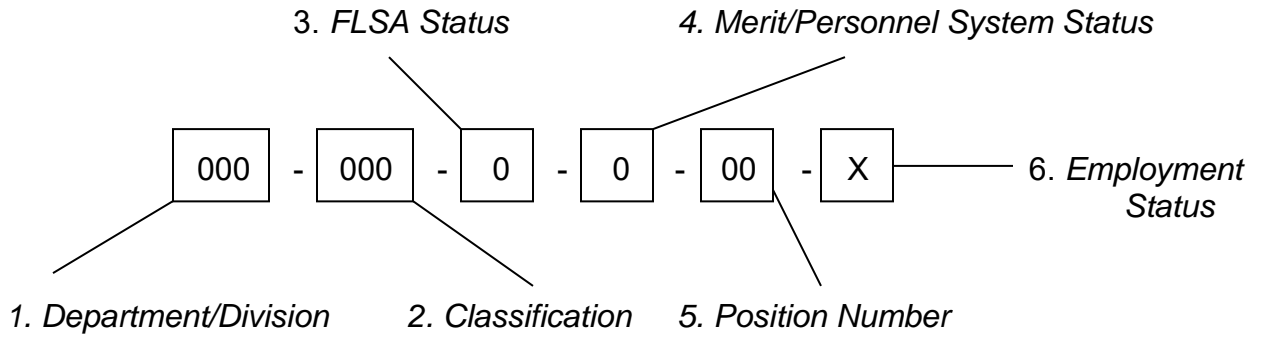 3. FLSA Status 4. Merit/Personnel System Status
000 - 000 - 0 - 0 - 00 - X 6. Employment
Status
1. Department/Division 2. Classification 5. Position Number